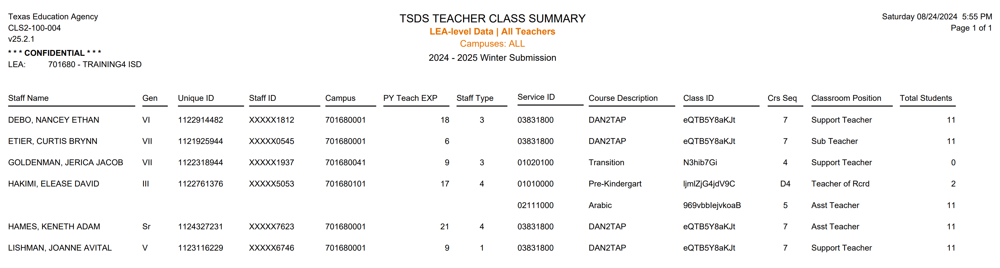 Texas Education Agency
CLS2-100-004
v25.2.1
* * * CONFIDENTIAL * * *
LEA: 701680 - TRAINING4 ISD
TSDS TEACHER CLASS SUMMARY
LEA-level Data | All Teachers
Campuses: ALL
2024 - 2025 Winter Submission
Saturday 08/24/2024 5:55 PM
Page 1 of 1
Staff Name Gen Unique ID Staff ID Campus PY Teach EXP Staff Type Service ID Course Description Class ID Crs Seq Classroom Position Total Students
DEBO, NANCEY ETHAN VI 1122914482 XXXXX1812 701680001 18 3 03831800 DAN2TAP eQTB5Y8aKJt 7 Support Teacher 11
ETIER, CURTIS BRYNN VII 1121925944 XXXXX0545 701680001 6 03831800 DAN2TAP eQTB5Y8aKJt 7 Sub Teacher 11
GOLDENMAN, JERICA JACOB VII 1122318944 XXXXX1937 701680041 9 3 01020100 Transition N3hib7Gi 4 Support Teacher 0
HAKIMI, ELEASE DAVID III 1122761376 XXXXX5053 701680101 17 4 01010000 Pre-Kindergart ljmlZjG4jdV9C D4 Teacher of Rcrd 2
02111000 Arabic 969vbbIejvkoaB 5 Asst Teacher 11
HAMES, KENETH ADAM Sr 1124327231 XXXXX7623 701680001 21 4 03831800 DAN2TAP eQTB5Y8aKJt 7 Asst Teacher 11
LISHMAN, JOANNE AVITAL V 1123116229 XXXXX6746 701680001 9 1 03831800 DAN2TAP eQTB5Y8aKJt 7 Support Teacher 11